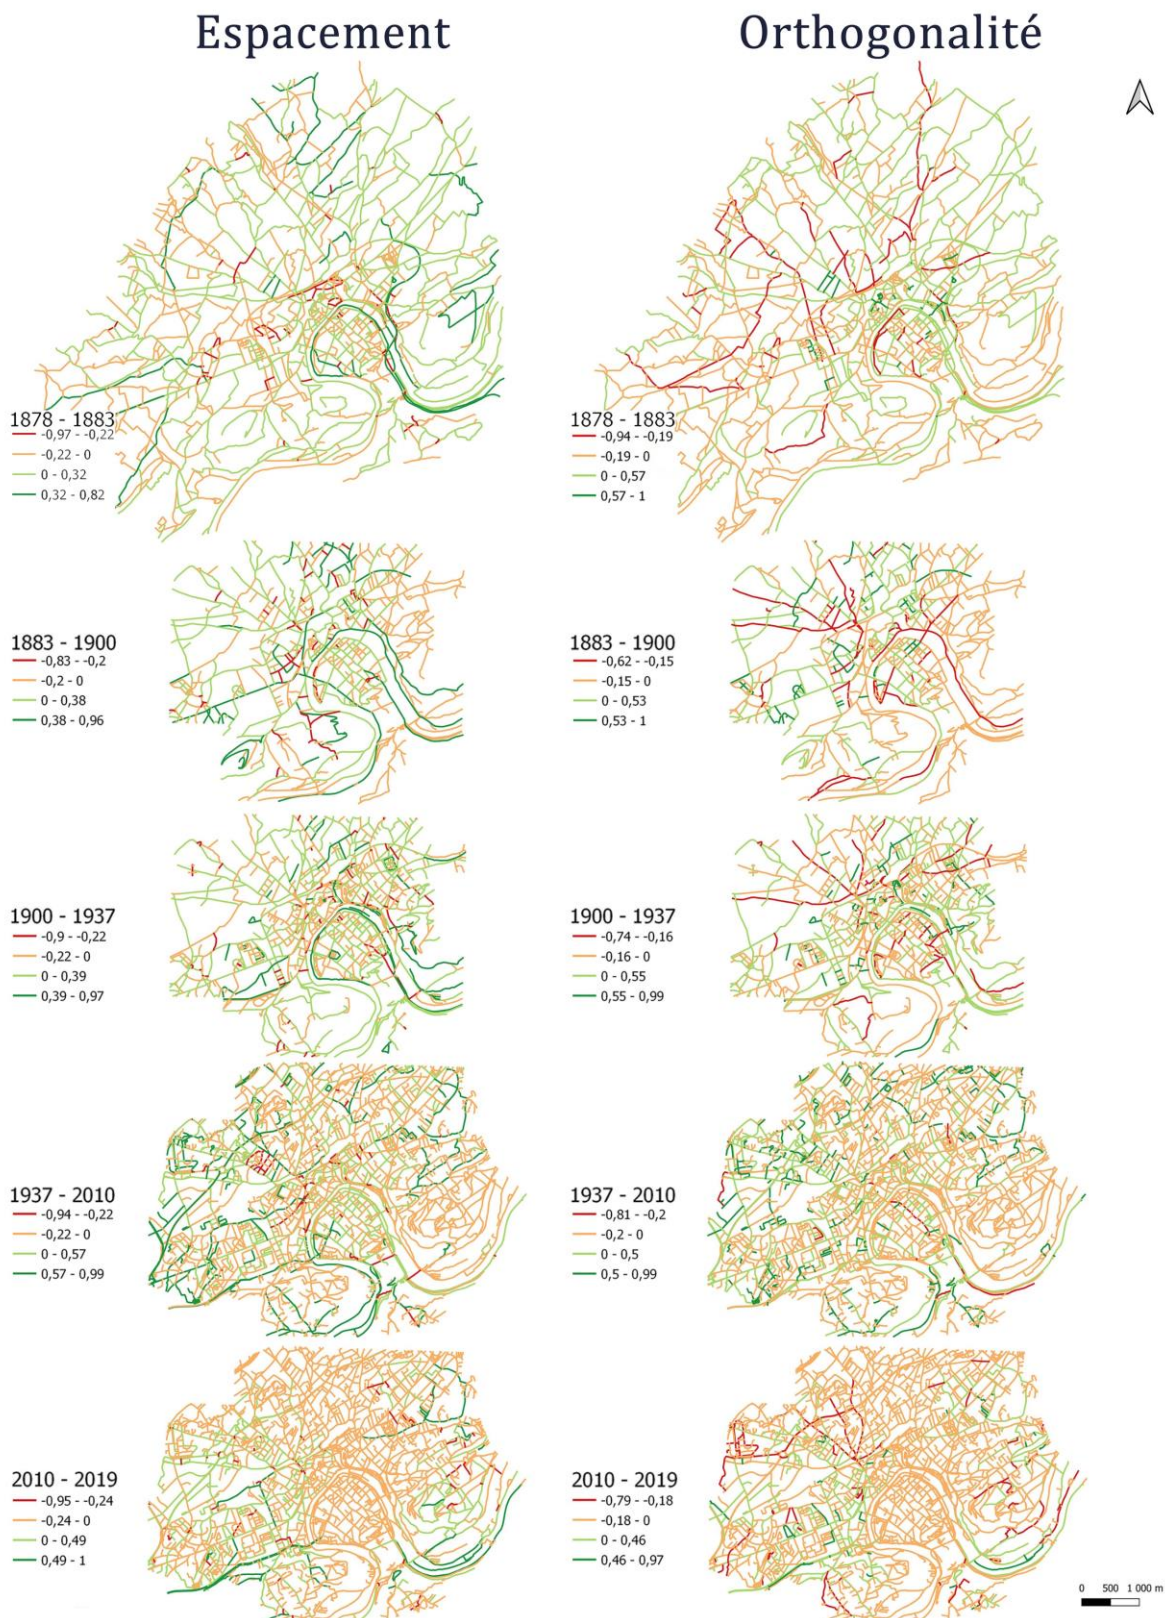 Espacement
Orthogonalité
1878 - 1883
-0,97 - -0,22
-0,22 - 0
0 - 0,32
0,32 - 0,82
1878 - 1883
-0,94 - -0,19
-0,19 - 0
0 - 0,57
0,57 - 1
1883 - 1900
-0,83 - -0,2
-0,2 - 0
0 - 0,38
0,38 - 0,96
1883 - 1900
-0,62 - -0,15
-0,15 - 0
0 - 0,53
0,53 - 1
1900 - 1937
-0,9 - -0,22
-0,22 - 0
0 - 0,39
0,39 - 0,97
1900 - 1937
-0,74 - -0,16
-0,16 - 0
0 - 0,55
0,55 - 0,99
1937 - 2010
-0,94 - -0,22
-0,22 - 0
0 - 0,57
0,57 - 0,99
1937 - 2010
-0,81 - -0,2
-0,2 - 0
0 - 0,5
0,5 - 0,99
2010 - 2019
-0,95 - -0,24
-0,24 - 0
0 - 0,49
0,49 - 1
2010 - 2019
-0,79 - -0,18
-0,18 - 0
0 - 0,46
0,46 - 0,97
0 500 1 000 m